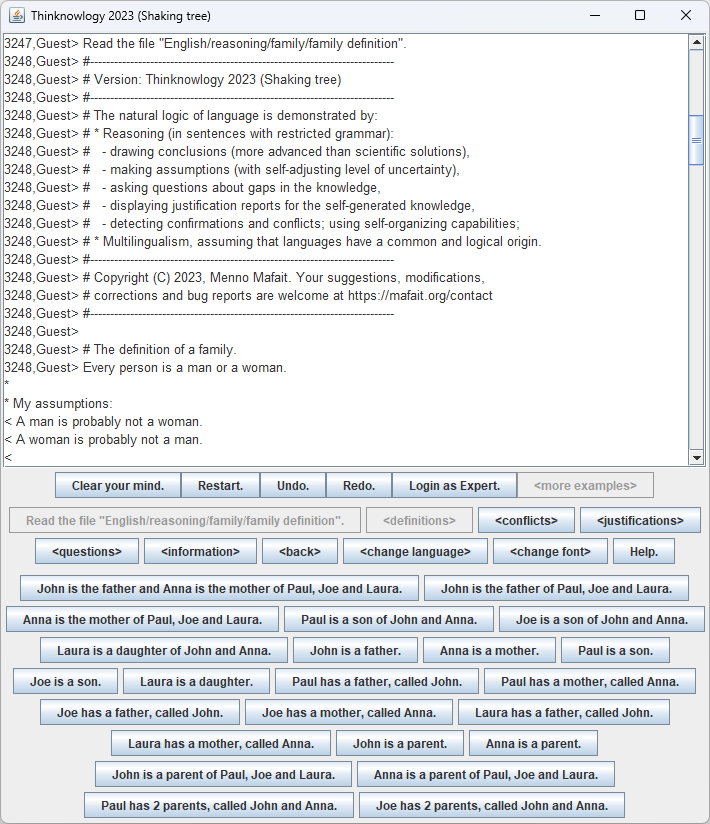 Thinknowlogy 2023 (Shaking tree)
3247,Guest> Read the file "English/reasoning/family/family definition".
3248,Guest> #---------------------------------------------------------------------------
3248,Guest> # Version: Thinknowlogy 2023 (Shaking tree)
3248,Guest> #---------------------------------------------------------------------------
3248,Guest> # The natural logic of language is demonstrated by:
3248,Guest> # * Reasoning (in sentences with restricted grammar):
3248,Guest> #   - drawing conclusions (more advanced than scientific solutions),
3248,Guest> #   - making assumptions (with self-adjusting level of uncertainty),
3248,Guest> #   - asking questions about gaps in the knowledge,
3248,Guest> #   - displaying justification reports for the self-generated knowledge,
3248,Guest> #   - detecting confirmations and conflicts; using self-organizing capabilities;
3248,Guest> # * Multilingualism, assuming that languages have a common and logical origin.
3248,Guest> #---------------------------------------------------------------------------
3248,Guest> # Copyright (C) 2023, Menno Mafait. Your suggestions, modifications,
3248,Guest> # corrections and bug reports are welcome at https://mafait.org/contact
3248,Guest> #---------------------------------------------------------------------------
3248,Guest>
3248,Guest> # The definition of a family.
3248,Guest> Every person is a man or a woman.
*
* My assumptions:
< A man is probably not a woman.
< A woman is probably not a man.
<
Clear your mind. Restart. Undo. Redo. Login as Expert. <more examples>
Read the file "English/reasoning/family/family definition". <definitions> <conflicts> <justifications>
<questions> <information> <back> <change language> <change font> Help.
John is the father and Anna is the mother of Paul, Joe and Laura. John is the father of Paul, Joe and Laura.
Anna is the mother of Paul, Joe and Laura. Paul is a son of John and Anna. Joe is a son of John and Anna.
Laura is a daughter of John and Anna. John is a father. Anna is a mother. Paul is a son.
Joe is a son. Laura is a daughter. Paul has a father, called John. Paul has a mother, called Anna.
Joe has a father, called John. Joe has a mother, called Anna. Laura has a father, called John.
Laura has a mother, called Anna. John is a parent. Anna is a parent.
John is a parent of Paul, Joe and Laura. Anna is a parent of Paul, Joe and Laura.
Paul has 2 parents, called John and Anna. Joe has 2 parents, called John and Anna.